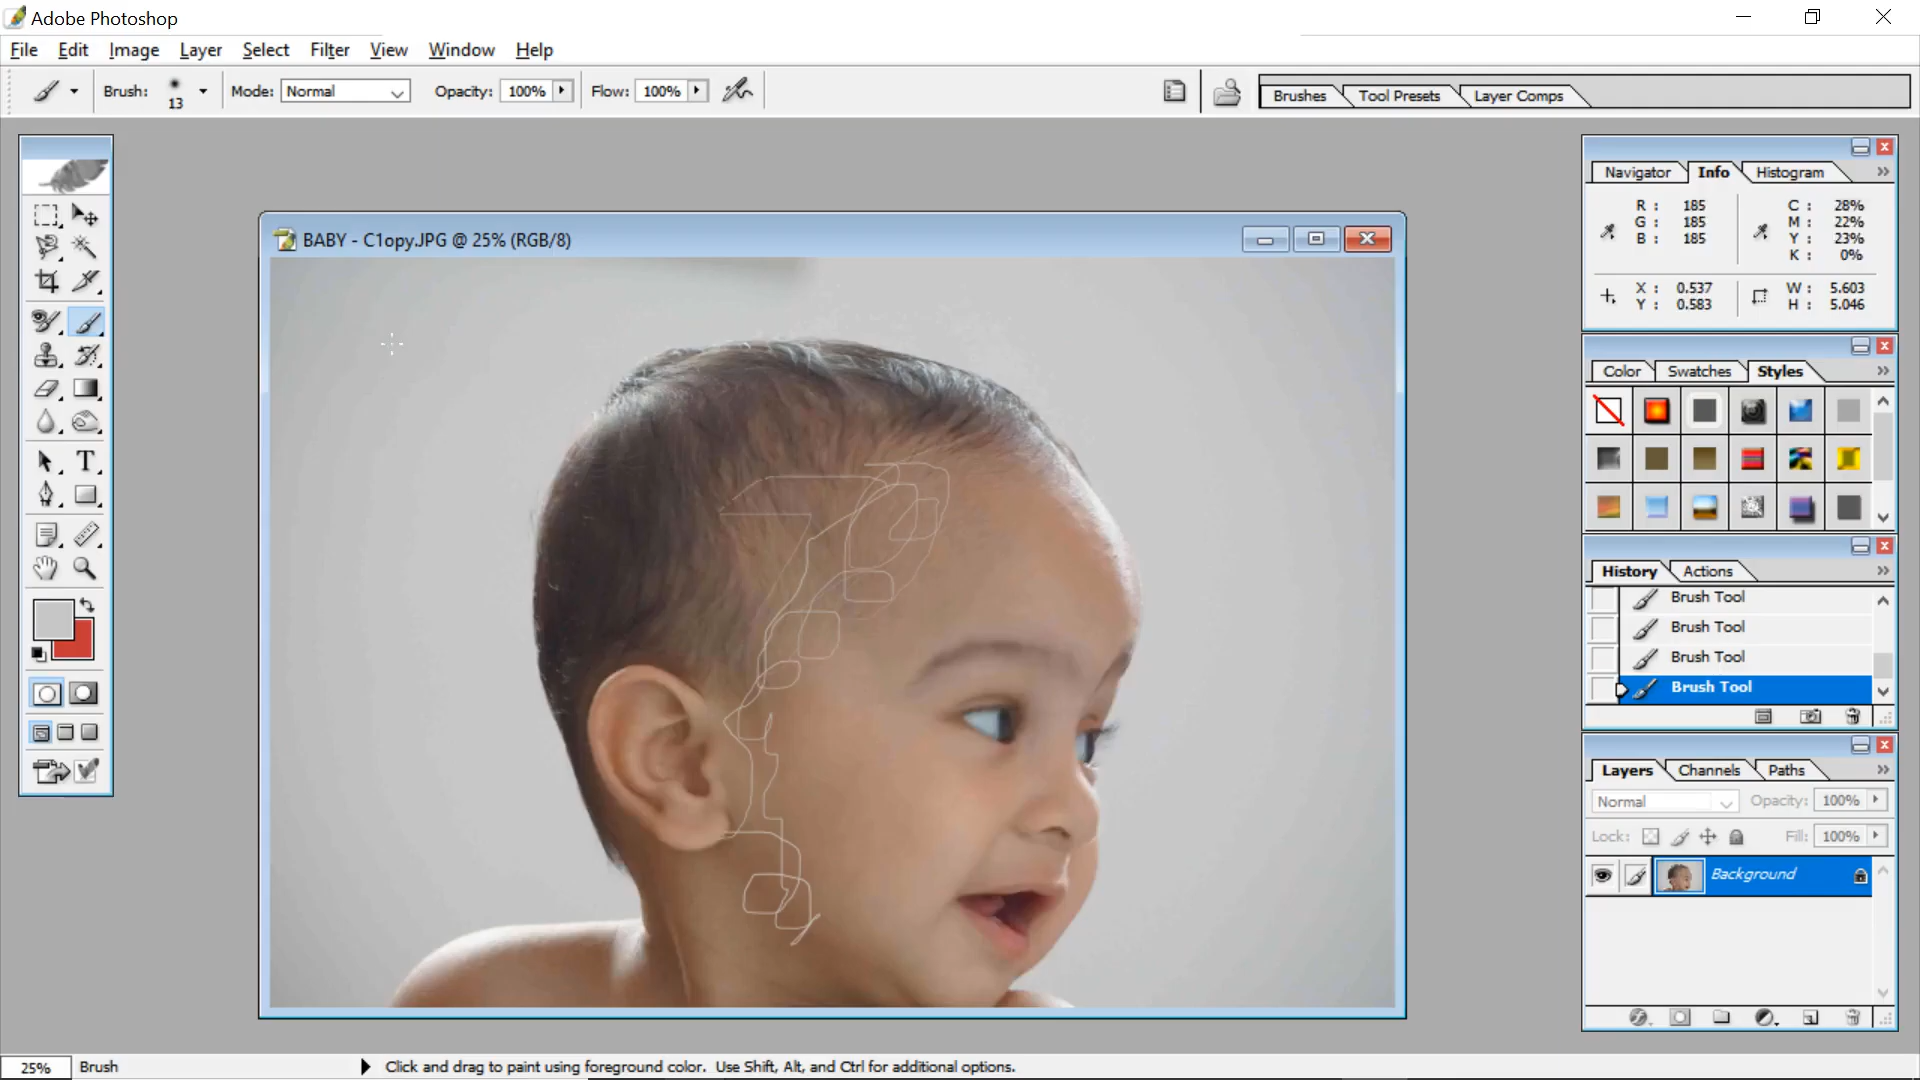 Adobe Photoshop
File Edit Image Layer Select Filter View Window Help
Brush: 13 Mode: Normal Opacity: 100% Flow: 100% Brushes Tool Presets Layer Comps
BABY - C1opy.JPG @ 25% (RGB/8)
T
Navigator Info Histogram
R : 185 C : 28%
G : 185 M : 22%
B : 185 Y : 23%
K : 0%
X : 0.537 W : 5.603
Y : 0.583 H : 5.046
Color Swatches Styles
History Actions
Brush Tool
Brush Tool
Brush Tool
Brush Tool
Layers Channels Paths
Normal Opacity: 100%
Lock: Fill: 100%
Background
25% Brush Click and drag to paint using foreground color. Use Shift, Alt, and Ctrl for additional options.